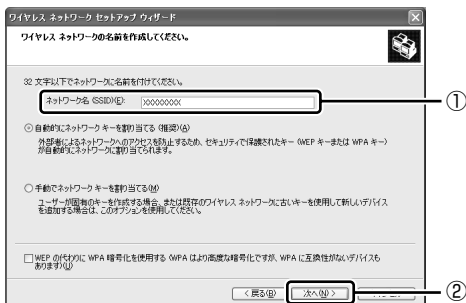 ワイヤレス ネットワーク セットアップ ウィザード
ワイヤレス ネットワークの名前を作成してください。
32 文字以下でネットワークに名前を付けてください。
ネットワーク名 (SSID)(E): XXXXXXXX
①
自動的にネットワーク キーを割り当てる (推奨)(A)
外部者によるネットワークへのアクセスを防止するため、セキュリティで保護されたキー (WEP キーまたは WPA キー)
が自動的にネットワークに割り当てられます。
手動でネットワーク キーを割り当てる(M)
ユーザーが固有のキーを作成する場合、または既存のワイヤレス ネットワークに古いキーを使用して新しいデバイス
を追加する場合は、このオプションを使用してください。
WEP の代わりに WPA 暗号化を使用する (WPA はより高度な暗号化ですが、WPA に互換性がないデバイスも
あります)(U)
< 戻る(B) 次へ(N) >
②